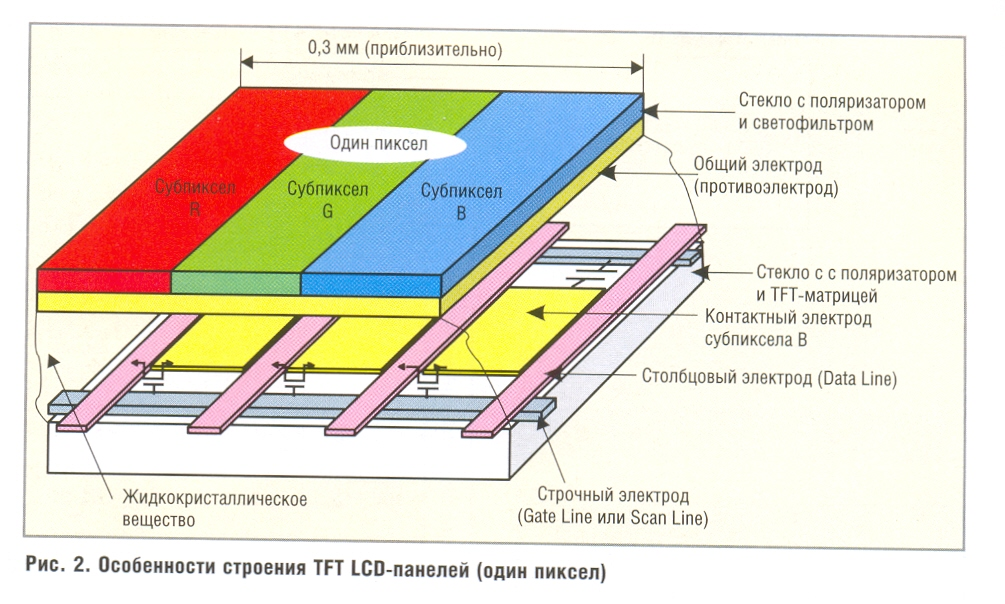 0,3 мм (приблизительно)
Стекло с поляризатором
и светофильтром
Один пиксел
Общий электрод
(противоэлектрод)
Субпиксел
R
Субпиксел
G
Субпиксел
B
Стекло с с поляризатором
и TFT-матрицей
Контактный электрод
субпиксела B
Столбцовый электрод (Data Line)
Жидкокристаллическое
вещество
Строчный электрод
(Gate Line или Scan Line)
Рис. 2. Особенности строения TFT LCD-панелей (один пиксел)